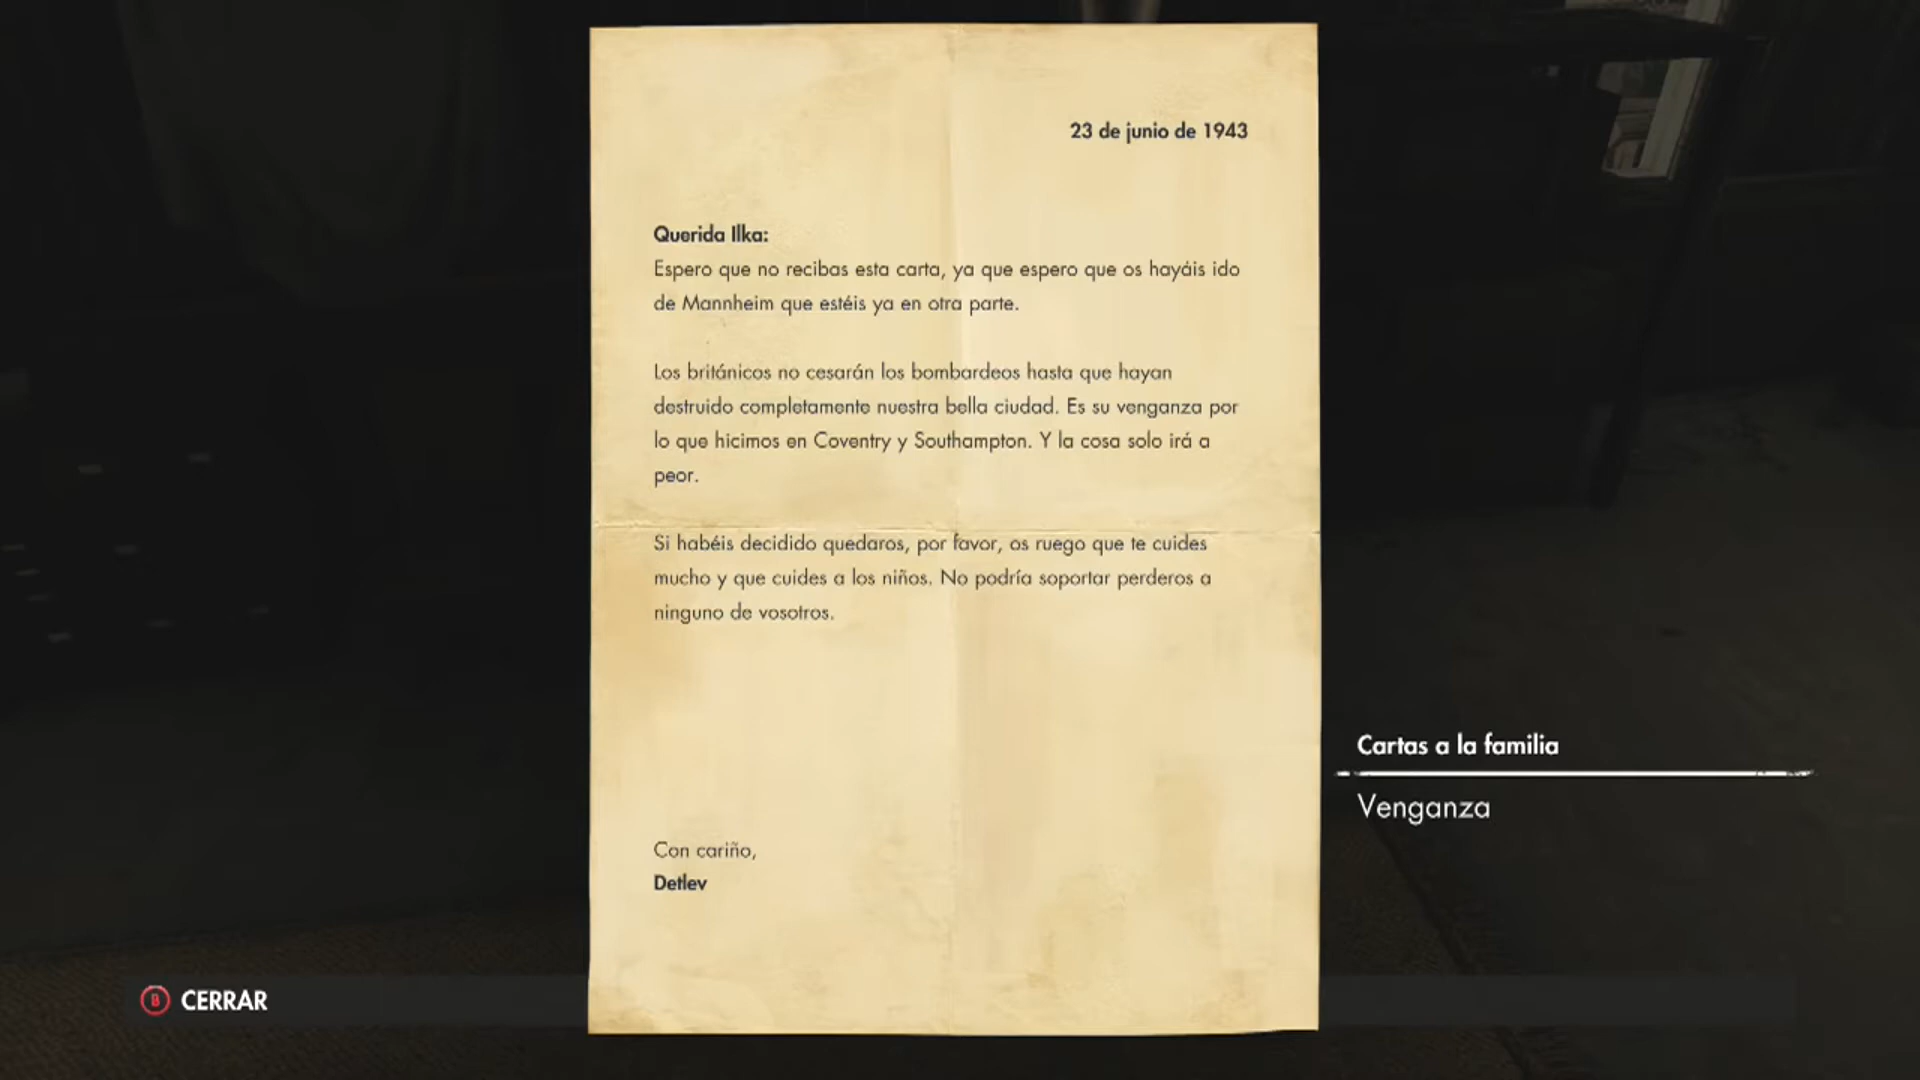 23 de junio de 1943
Querida Ilka:
Espero que no recibas esta carta, ya que espero que os hayáis ido
de Mannheim que estéis ya en otra parte.
Los británicos no cesarán los bombardeos hasta que hayan
destruido completamente nuestra bella ciudad. Es su venganza por
lo que hicimos en Coventry y Southampton. Y la cosa solo irá a
peor.
Si habéis decidido quedaros, por favor, os ruego que te cuides
mucho y que cuides a los niños. No podría soportar perderos a
ninguno de vosotros.
Con cariño,
Detlev
Cartas a la familia
Venganza
B CERRAR